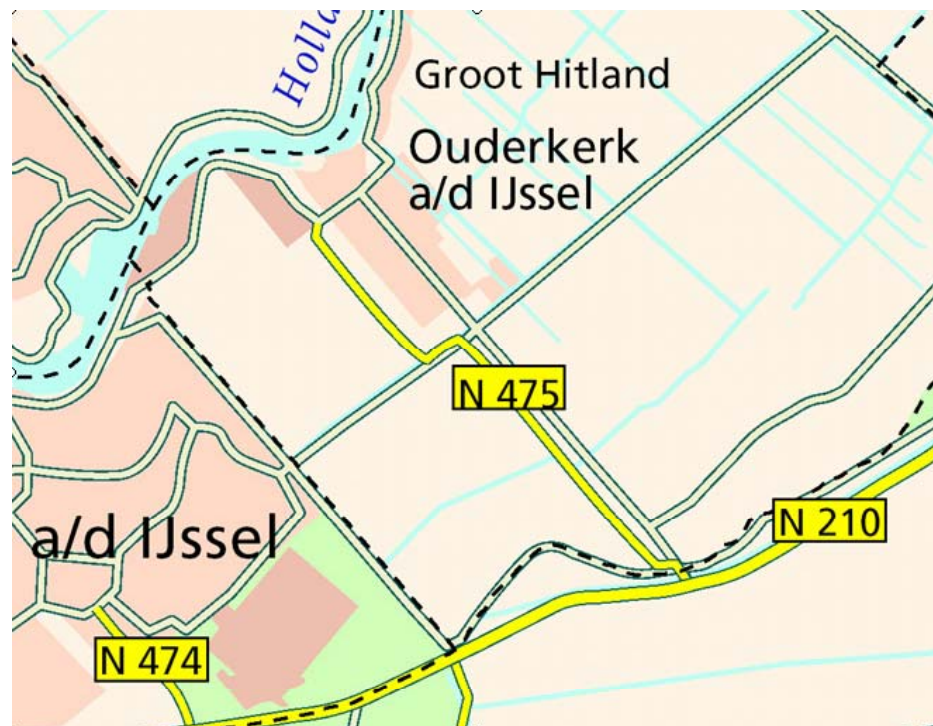 Groot Hitland
Ouderkerk
a/d IJssel
N 475
N 210
a/d IJssel
N 474